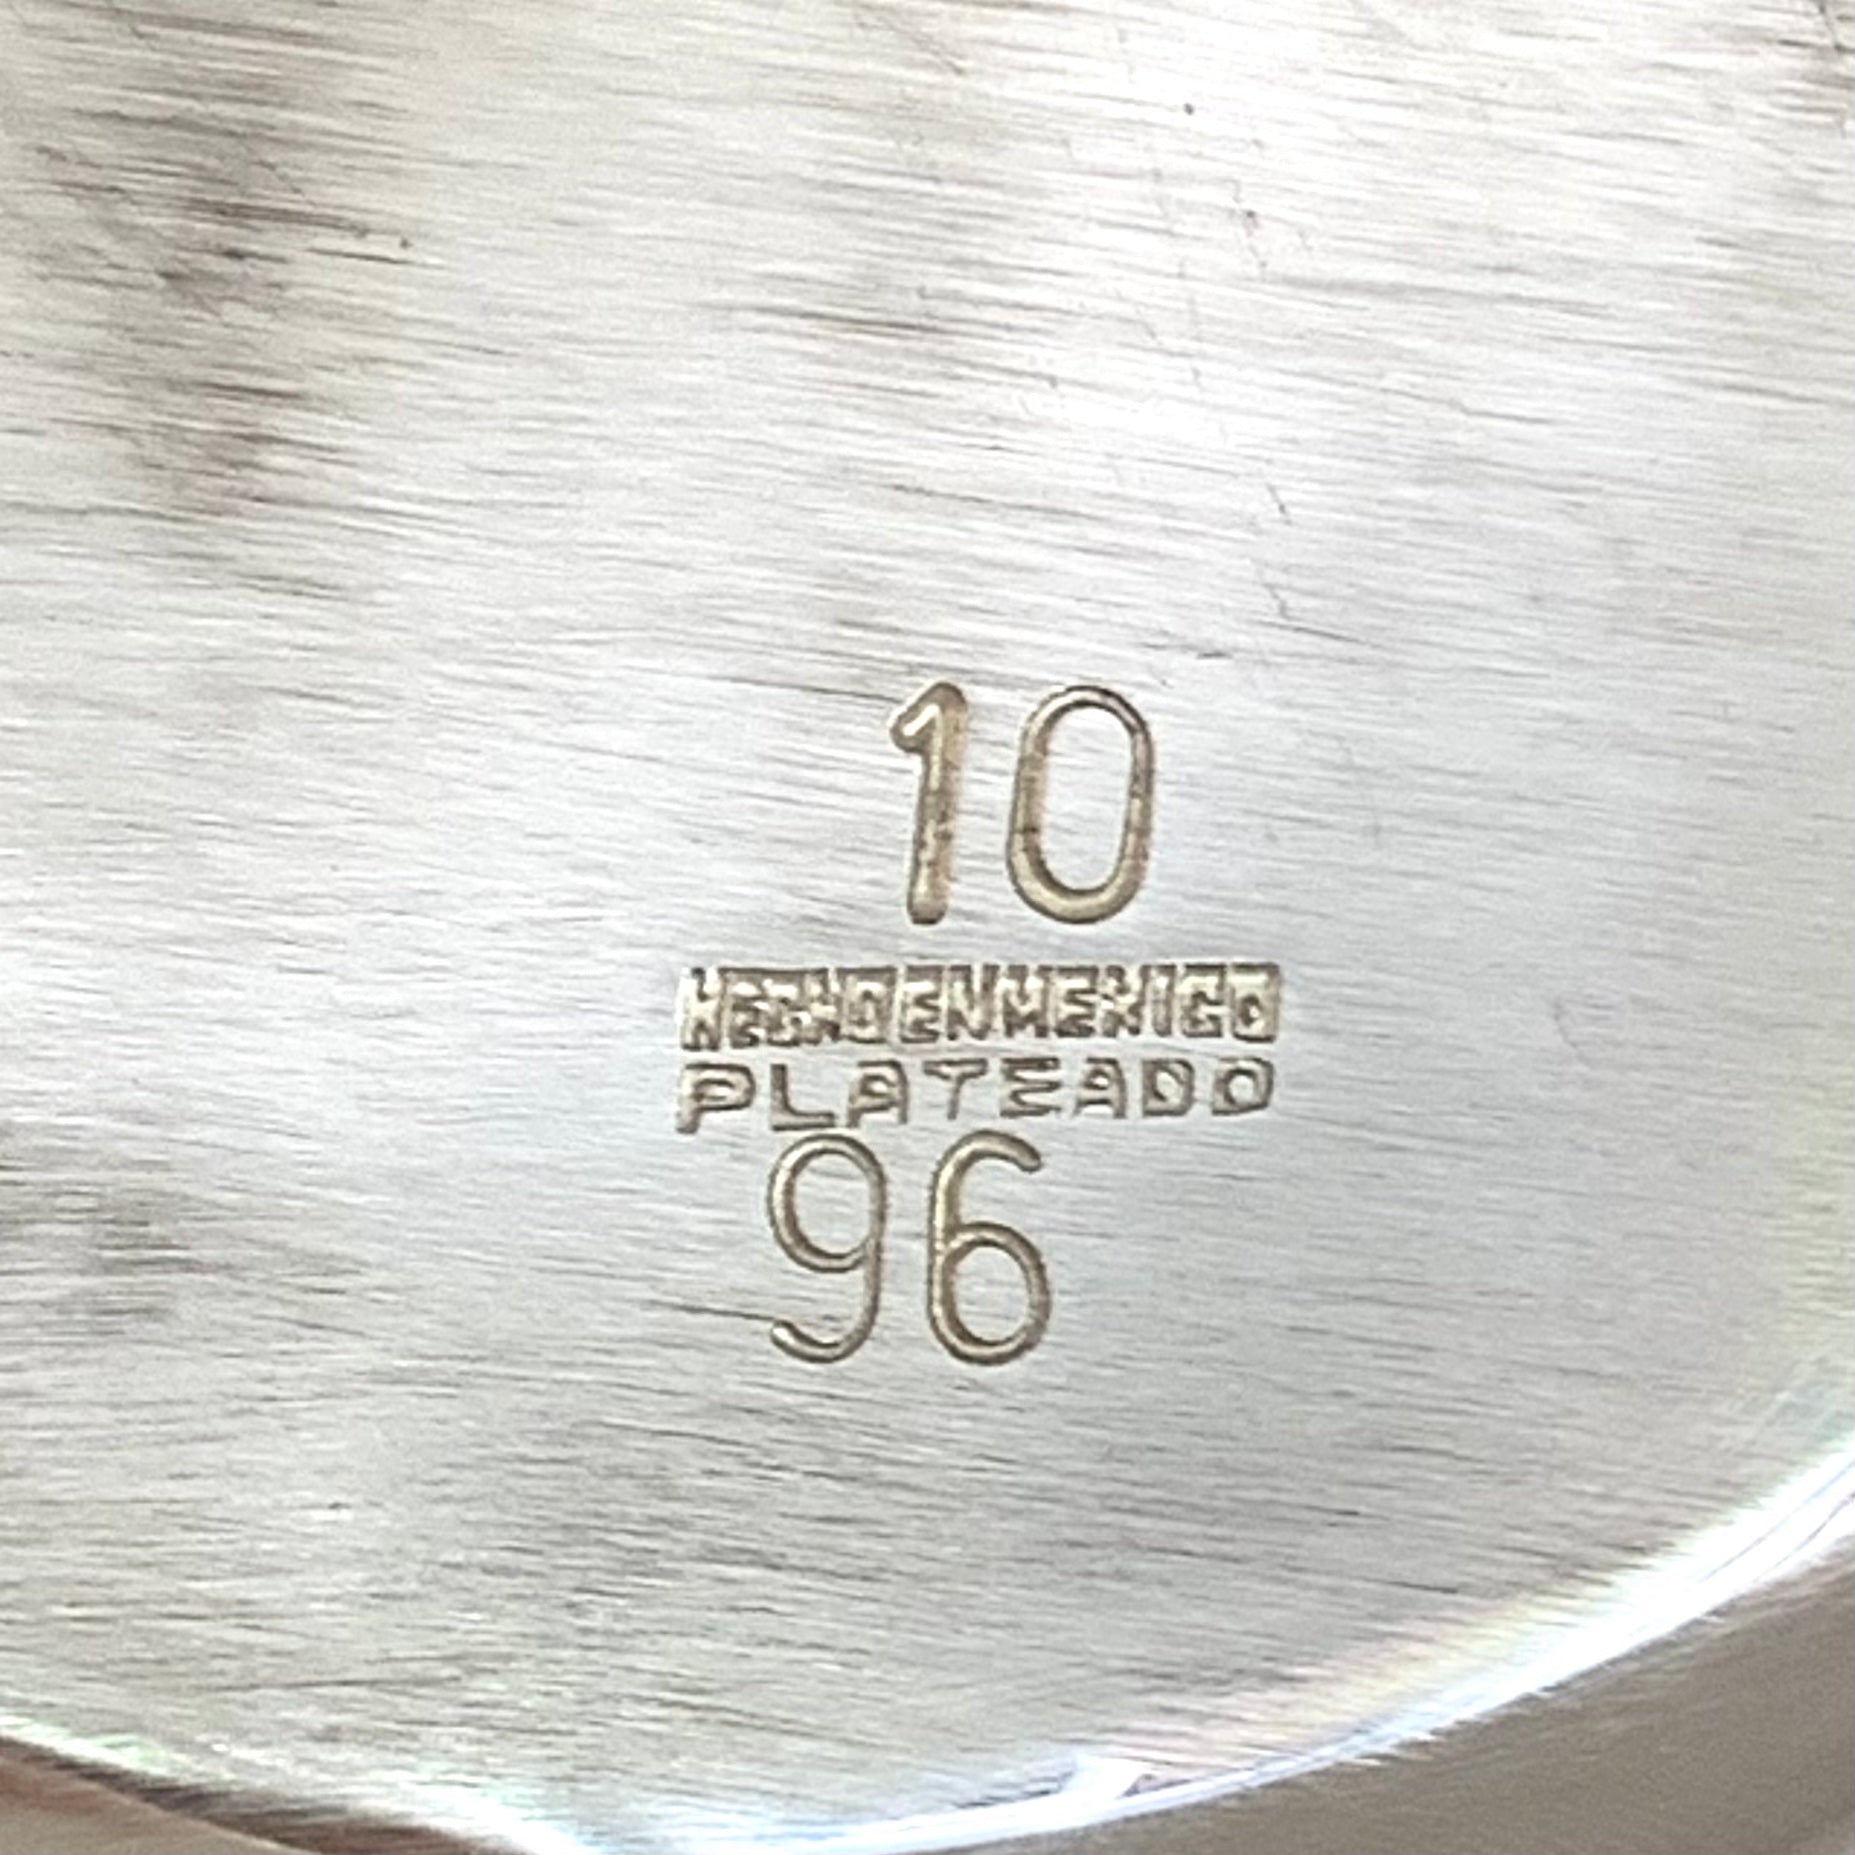 10
HECHO EN MEXICO
PLATEADO
96